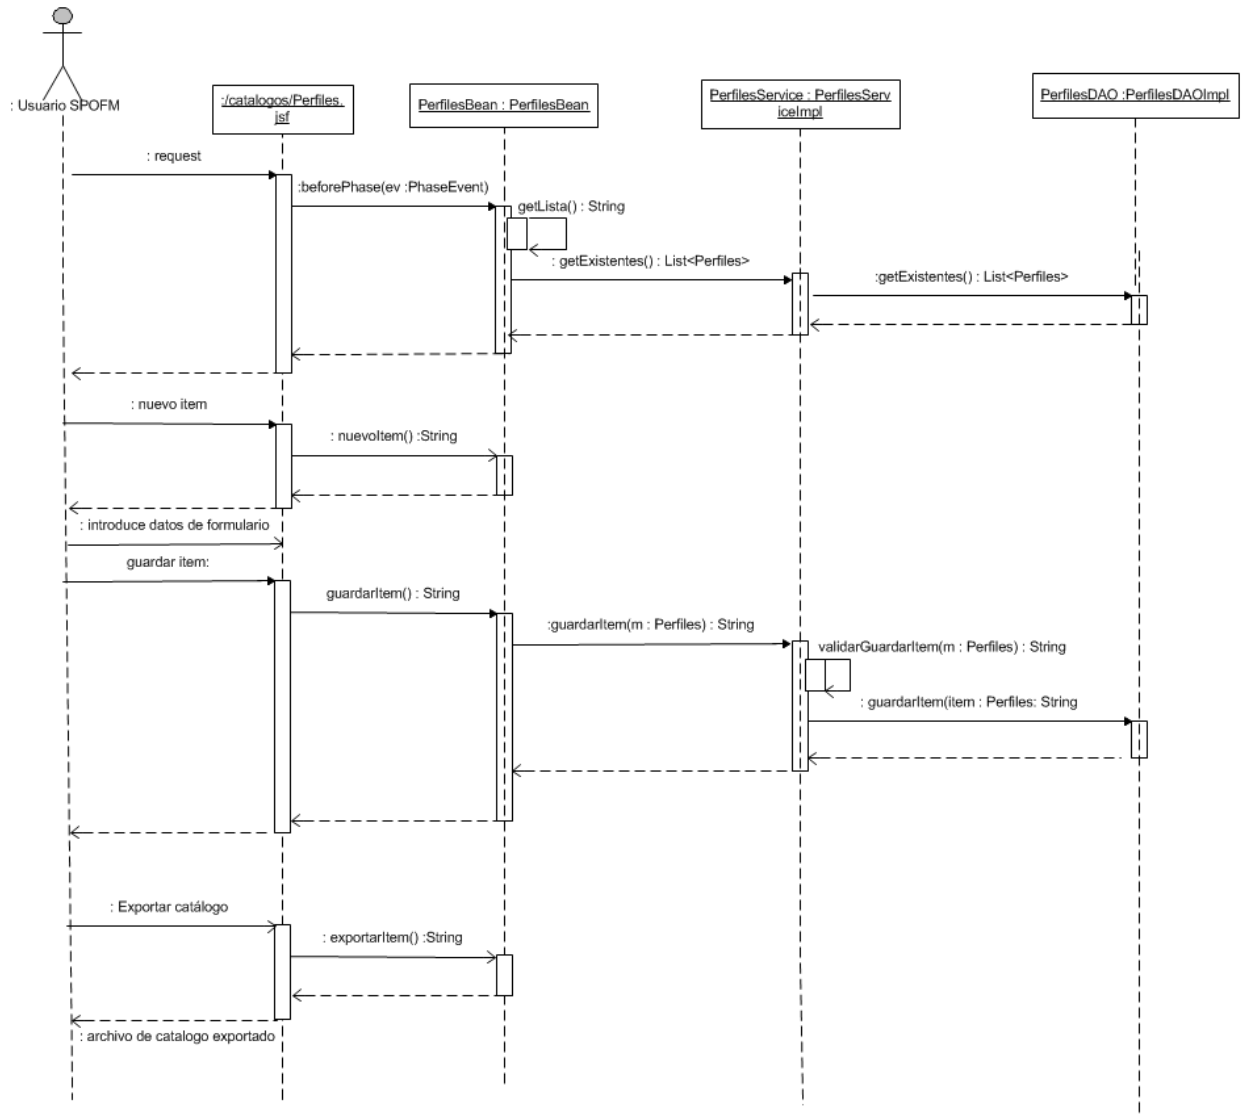 : Usuario SPOFM
:/catalogos/Perfiles.
jsf
PerfilesBean : PerfilesBean
PerfilesService : PerfilesServ
iceImpl
PerfilesDAO :PerfilesDAOImpl
: request
:beforePhase(ev :PhaseEvent)
getLista() : String
: getExistentes() : List<Perfiles>
:getExistentes() : List<Perfiles>
: nuevo item
: nuevoItem() :String
: introduce datos de formulario
guardar item:
guardarItem() : String
:guardarItem(m : Perfiles) : String
validarGuardarItem(m : Perfiles) : String
: guardarItem(item : Perfiles: String
: Exportar catálogo
: exportarItem() :String
: archivo de catalogo exportado